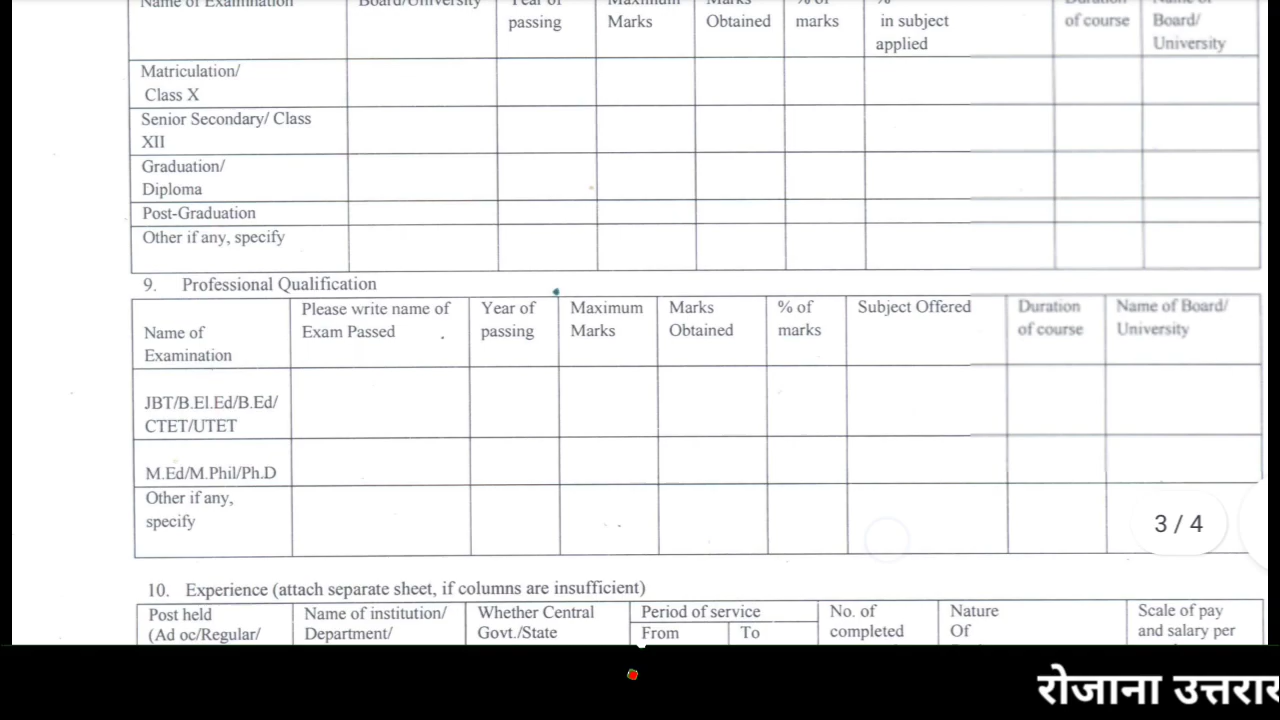 Name of Examination Board/University Year of passing Maximum Marks Marks Obtained % of marks % in subject applied Duration of course Name of Board/ University
Matriculation/
Class X
Senior Secondary/ Class
XII
Graduation/
Diploma
Post-Graduation
Other if any, specify
9. Professional Qualification
Name of Examination
Please write name of Exam Passed
Year of passing
Maximum Marks
Marks Obtained
% of marks
Subject Offered
Duration of course
Name of Board/ University
JBT/B.El.Ed/B.Ed/
CTET/UTET
M.Ed/M.Phil/Ph.D
Other if any,
specify
3 / 4
10. Experience (attach separate sheet, if columns are insufficient)
Post held (Ad oc/Regular/
Name of institution/ Department/
Whether Central Govt./State
Period of service
From To
No. of completed
Nature Of
Scale of pay and salary per
रोजाना